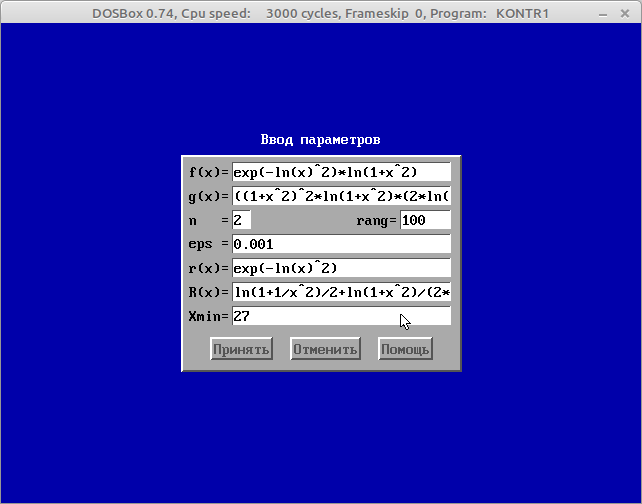 DOSBox 0.74, Cpu speed: 3000 cycles, Frameskip 0, Program: KONTR1
Ввод параметров
f(x)= exp(-ln(x)^2)*ln(1+x^2)
g(x)= ((1+x^2)^2*ln(1+x^2)*(2*ln(
n = 2 rang= 100
eps = 0.001
r(x)= exp(-ln(x)^2)
R(x)= ln(1+1/x^2)/2+ln(1+x^2)/(2*
Xmin= 27
Принять Отменить Помощь